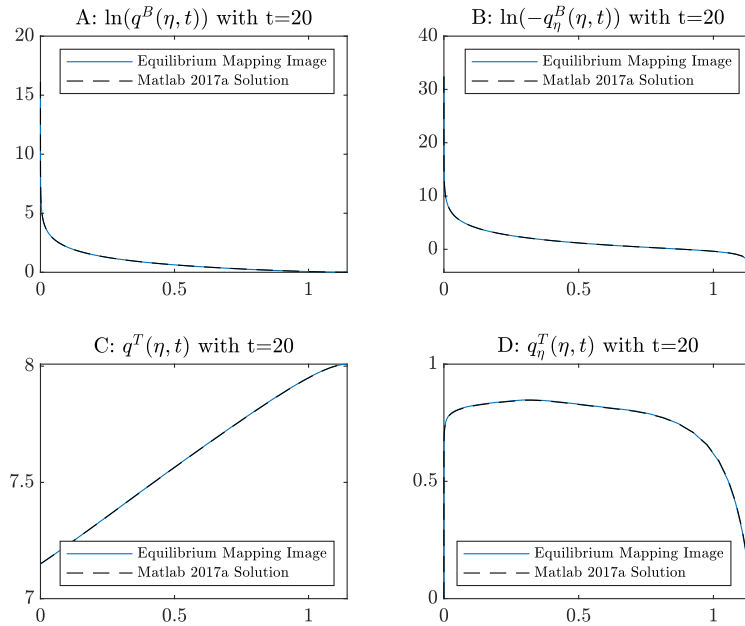 A: ln(q^B(η, t)) with t=20
20
15
10
5
0
0
0.5
1
Equilibrium Mapping Image
Matlab 2017a Solution
B: ln(−q_η^B(η, t)) with t=20
40
30
20
10
0
0
0.5
1
Equilibrium Mapping Image
Matlab 2017a Solution
C: q^T(η, t) with t=20
8
7.5
7
0
0.5
1
Equilibrium Mapping Image
Matlab 2017a Solution
D: q_η^T(η, t) with t=20
1
0.5
0
0
0.5
1
Equilibrium Mapping Image
Matlab 2017a Solution